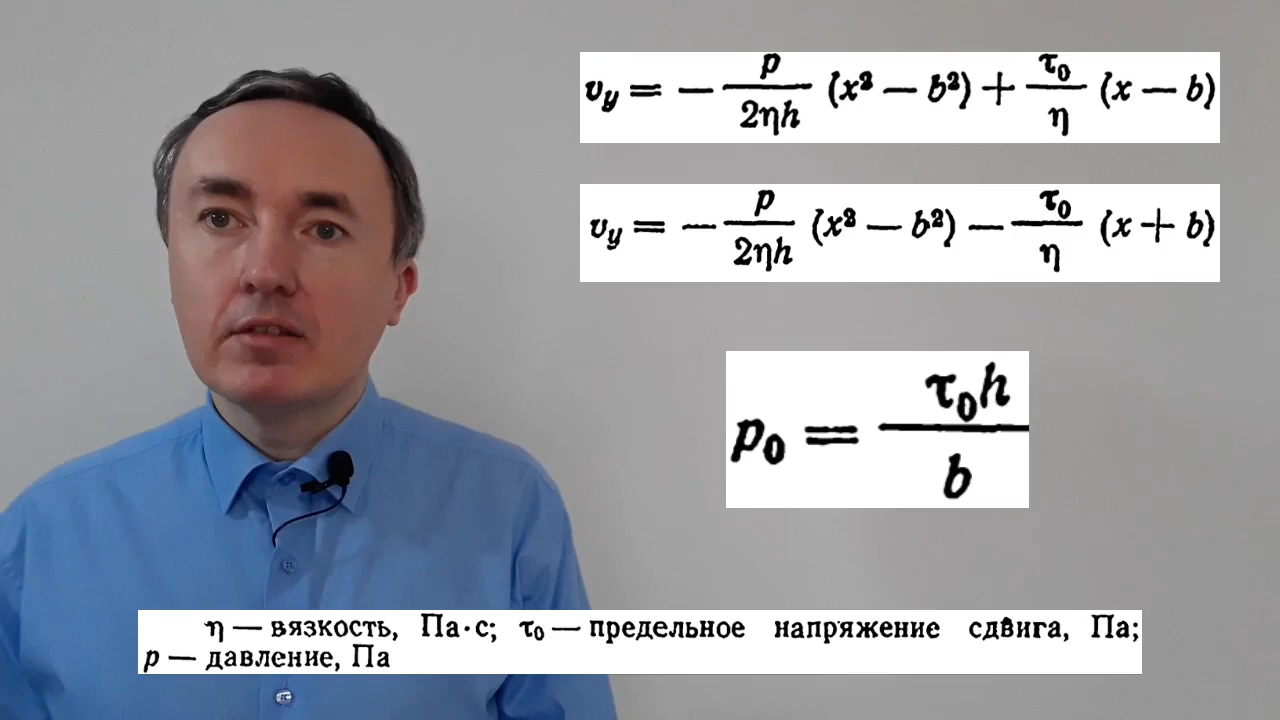 v_y = − p / 2ηh (x² − b²) + τ₀ / η (x − b)
v_y = − p / 2ηh (x² − b²) − τ₀ / η (x + b)
p₀ = τ₀h / b
η — вязкость, Па·с; τ₀ — предельное напряжение сдвига, Па;
p — давление, Па